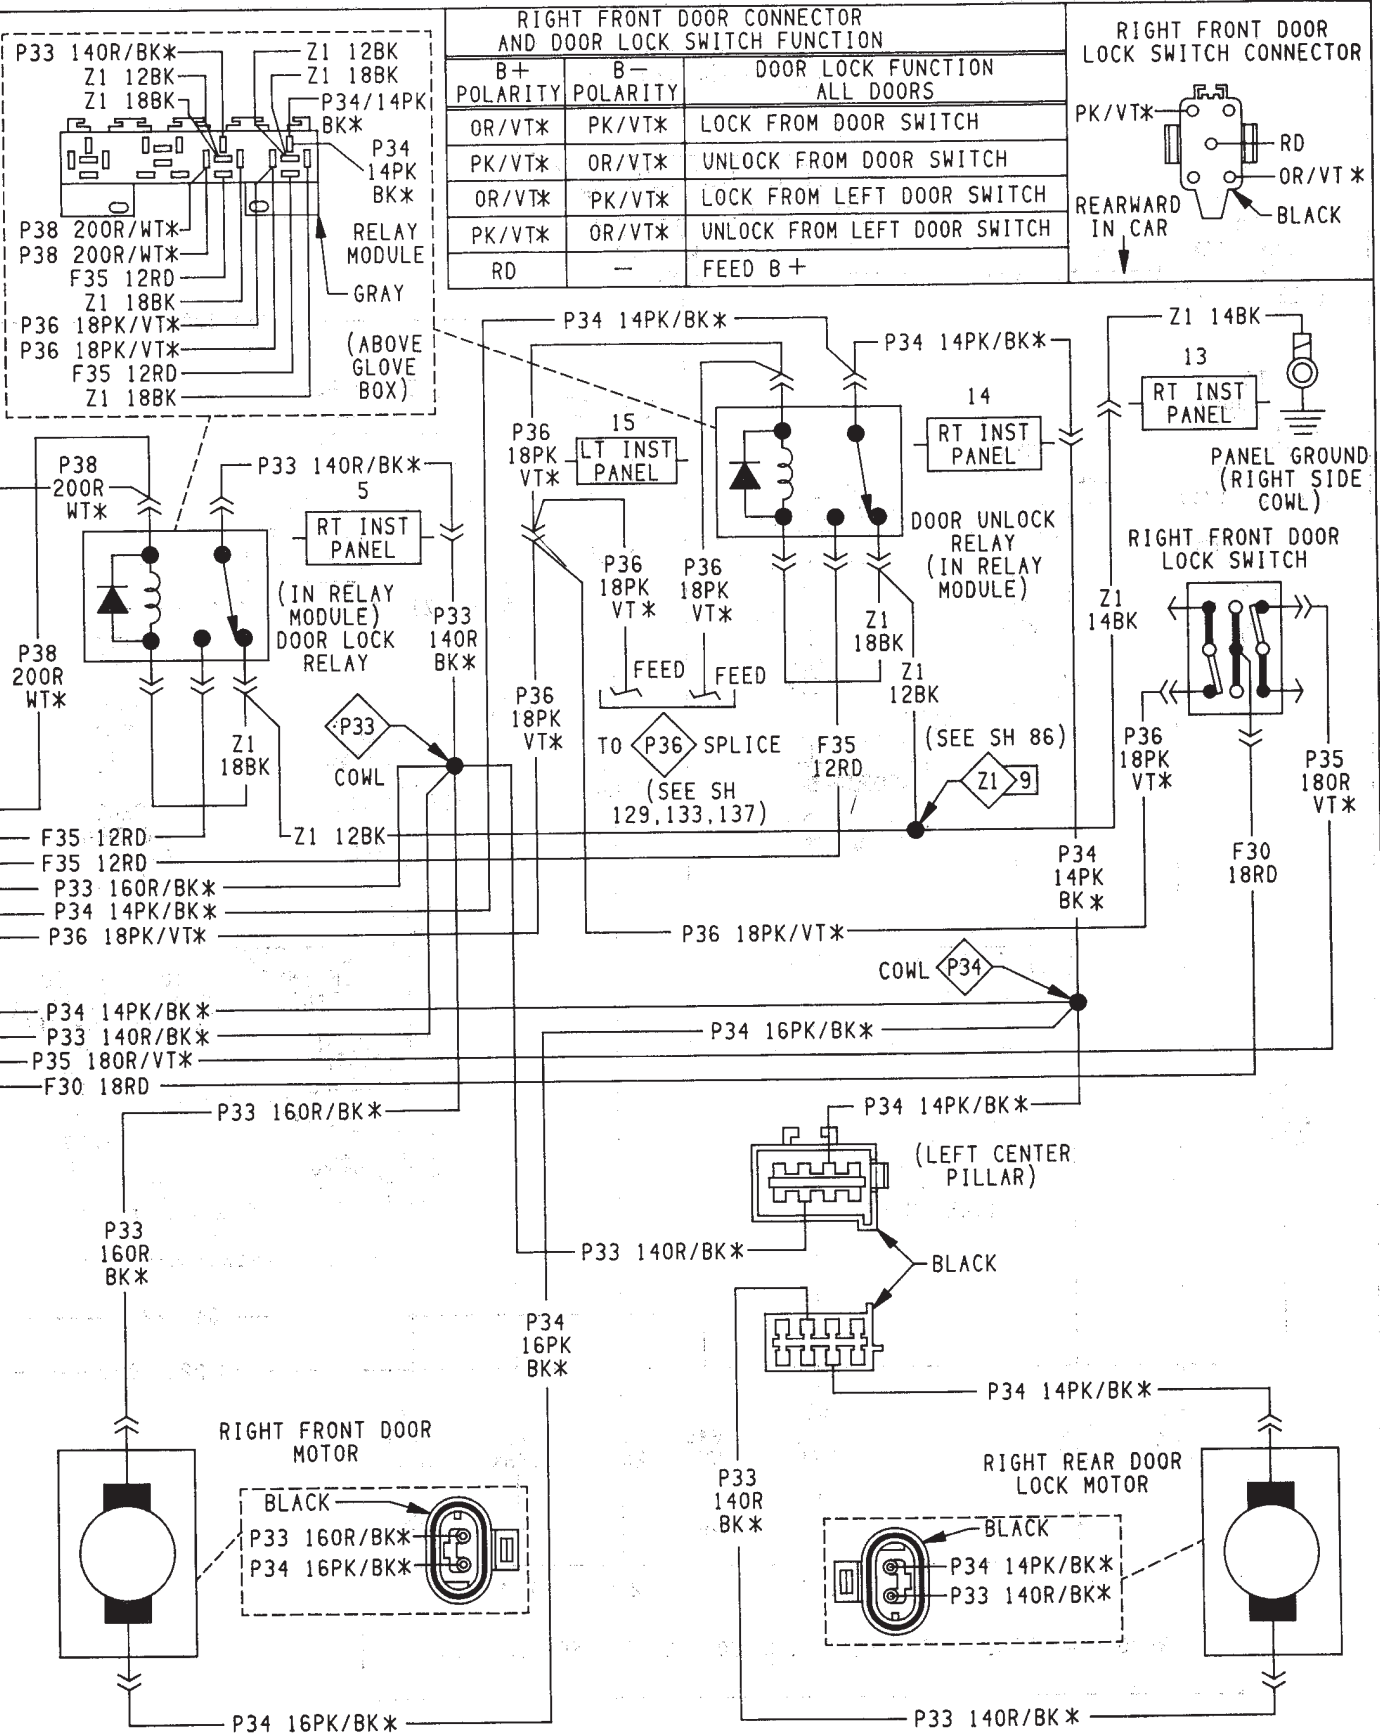 RIGHT FRONT DOOR CONNECTOR
AND DOOR LOCK SWITCH FUNCTION
B+
POLARITY
B-
POLARITY
DOOR LOCK FUNCTION
ALL DOORS
OR/VT* PK/VT* LOCK FROM DOOR SWITCH
PK/VT* OR/VT* UNLOCK FROM DOOR SWITCH
OR/VT* PK/VT* LOCK FROM LEFT DOOR SWITCH
PK/VT* OR/VT* UNLOCK FROM LEFT DOOR SWITCH
RD - FEED B+
RIGHT FRONT DOOR
LOCK SWITCH CONNECTOR
PK/VT*
RD
OR/VT*
BLACK
REARWARD
IN CAR
P33 14OR/BK*
Z1 12BK
Z1 18BK
Z1 12BK
Z1 18BK
P34/14PK
BK*
P34
14PK
BK*
P38 20OR/WT*
P38 20OR/WT*
F35 12RD
Z1 18BK
P36 18PK/VT*
P36 18PK/VT*
F35 12RD
Z1 18BK
RELAY
MODULE
GRAY
(ABOVE
GLOVE
BOX)
P34 14PK/BK*
P34 14PK/BK*
Z1 14BK
13
RT INST
PANEL
14
RT INST
PANEL
15
LT INST
PANEL
P36
18PK
VT*
PANEL GROUND
(RIGHT SIDE
COWL)
P38
20OR
WT*
P33 14OR/BK*
5
RT INST
PANEL
DOOR UNLOCK
RELAY
(IN RELAY
MODULE)
RIGHT FRONT DOOR
LOCK SWITCH
(IN RELAY
MODULE)
DOOR LOCK
RELAY
P33
14OR
BK*
P36
18PK
VT*
P36
18PK
VT*
Z1
18BK
Z1
14BK
P38
20OR
WT*
FEED
FEED
Z1
12BK
P33
COWL
P36
18PK
VT*
TO P36 SPLICE
(SEE SH
129,133,137)
F35
12RD
(SEE SH 86)
Z1 9
P36
18PK
VT*
P35
18OR
VT*
Z1
18BK
F35 12RD
Z1 12BK
F35 12RD
P33 16OR/BK*
P34 14PK/BK*
P36 18PK/VT*
P36 18PK/VT*
P34
14PK
BK*
F30
18RD
COWL P34
P34 14PK/BK*
P34 16PK/BK*
P33 14OR/BK*
P35 18OR/VT*
F30 18RD
P33 16OR/BK*
P34 14PK/BK*
(LEFT CENTER
PILLAR)
P33
16OR
BK*
P33 14OR/BK*
BLACK
P34
16PK
BK*
P34 14PK/BK*
RIGHT FRONT DOOR
MOTOR
BLACK
P33 16OR/BK*
P34 16PK/BK*
P33
14OR
BK*
RIGHT REAR DOOR
LOCK MOTOR
BLACK
P34 14PK/BK*
P33 14OR/BK*
P34 16PK/BK*
P33 14OR/BK*